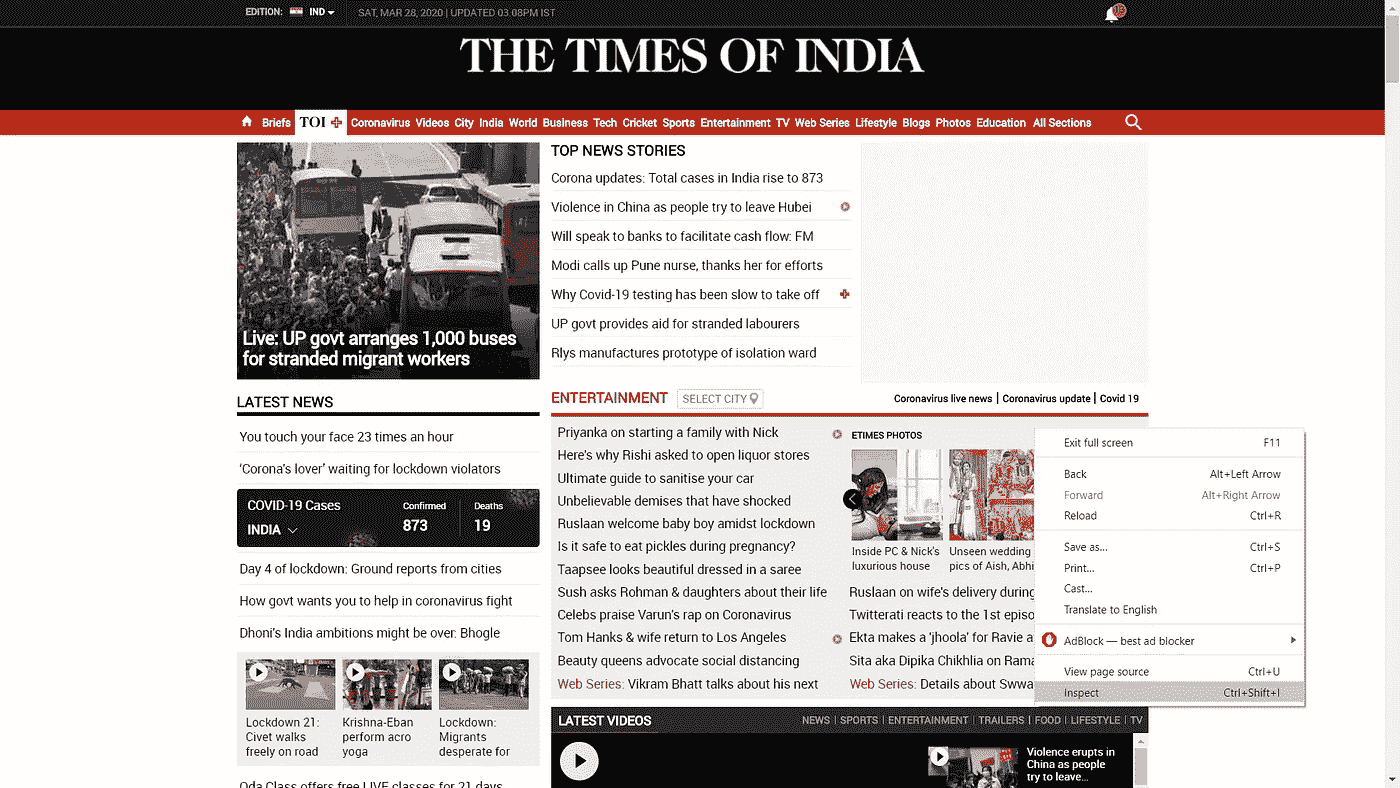 EDITION: IND SAT, MAR 28, 2020 | UPDATED 03:08PM IST
THE TIMES OF INDIA
Briefs TOI Coronavirus Videos City India World Business Tech Cricket Sports Entertainment TV Web Series Lifestyle Blogs Photos Education All Sections
Live: UP govt arranges 1,000 buses
for stranded migrant workers
TOP NEWS STORIES
Corona updates: Total cases in India rise to 873
Violence in China as people try to leave Hubei
Will speak to banks to facilitate cash flow: FM
Modi calls up Pune nurse, thanks her for efforts
Why Covid-19 testing has been slow to take off
UP govt provides aid for stranded labourers
Rlys manufactures prototype of isolation ward
LATEST NEWS
You touch your face 23 times an hour
‘Corona's lover’ waiting for lockdown violators
COVID-19 Cases Confirmed Deaths
INDIA 873 19
Day 4 of lockdown: Ground reports from cities
How govt wants you to help in coronavirus fight
Dhoni's India ambitions might be over: Bhogle
Lockdown 21:
Civet walks
freely on road
Krishna-Eban
perform acro
yoga
Lockdown:
Migrants
desperate for
Oda Class offers free LIVE classes for 21 days
ENTERTAINMENT SELECT CITY Coronavirus live news | Coronavirus update | Covid 19
Priyanka on starting a family with Nick
Here's why Rishi asked to open liquor stores
Ultimate guide to sanitise your car
Unbelievable demises that have shocked
Ruslaan welcome baby boy amidst lockdown
Is it safe to eat pickles during pregnancy?
Taapsee looks beautiful dressed in a saree
Sush asks Rohman & daughters about their life
Celebs praise Varun's rap on Coronavirus
Tom Hanks & wife return to Los Angeles
Beauty queens advocate social distancing
Web Series: Vikram Bhatt talks about his next
ETIMES PHOTOS
Inside PC & Nick's
luxurious house
Unseen wedding
pics of Aish, Abhi
Ruslaan on wife's delivery during
Twitterati reacts to the 1st episo
Ekta makes a 'jhoola' for Ravie a
Sita aka Dipika Chikhlia on Rama
Web Series: Details about Swwa
Exit full screen F11
Back Alt+Left Arrow
Forward Alt+Right Arrow
Reload Ctrl+R
Save as... Ctrl+S
Print... Ctrl+P
Cast...
Translate to English
AdBlock — best ad blocker
View page source Ctrl+U
Inspect Ctrl+Shift+I
LATEST VIDEOS NEWS | SPORTS | ENTERTAINMENT | TRAILERS | FOOD | LIFESTYLE | TV
Violence erupts in
China as people
try to leave...